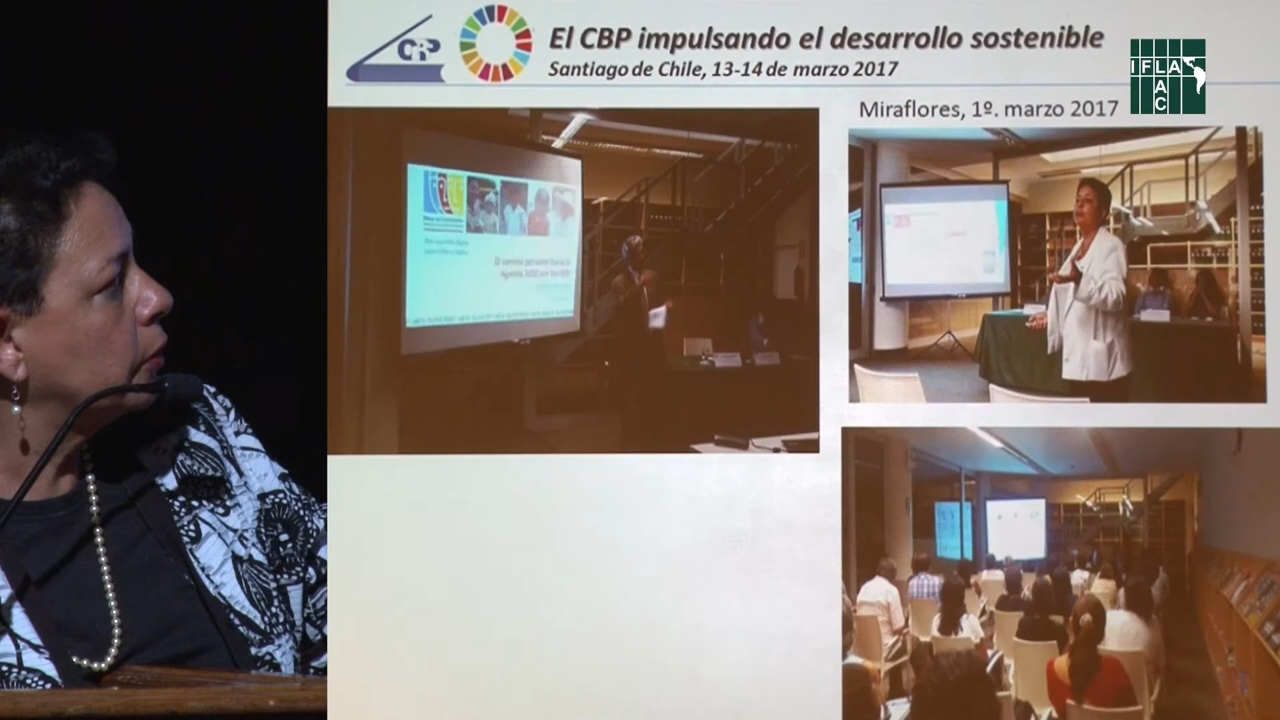 CBP
El CBP impulsando el desarrollo sostenible
Santiago de Chile, 13-14 de marzo 2017
IFLA
LAC
Miraflores, 1º. marzo 2017